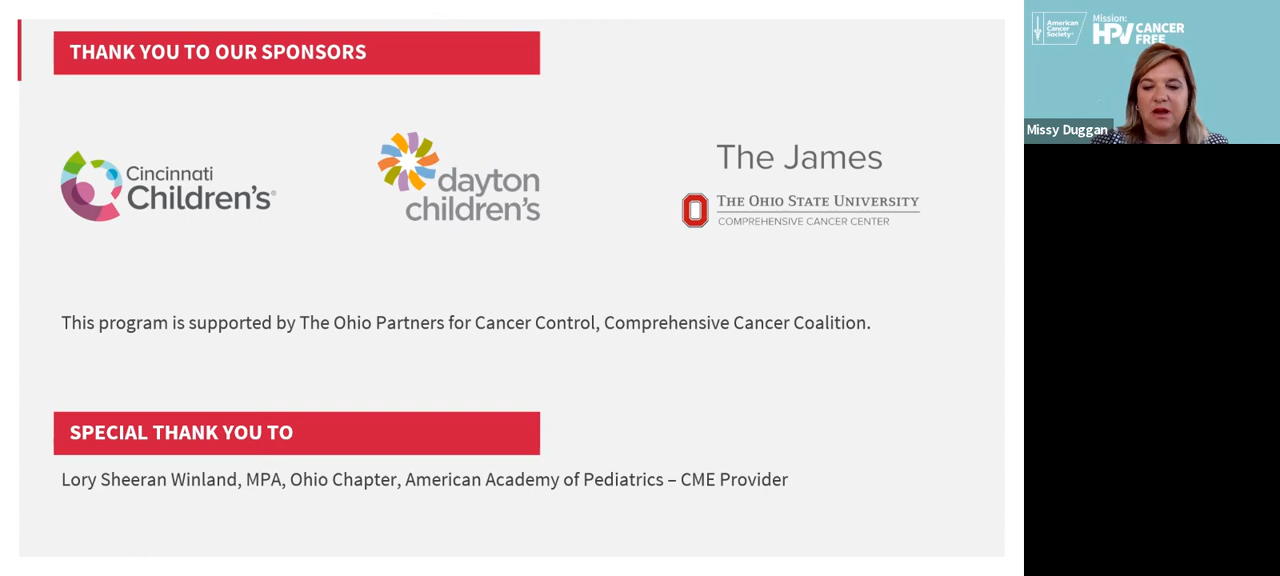 THANK YOU TO OUR SPONSORS
Cincinnati
Children's®
dayton
children's
The James
THE OHIO STATE UNIVERSITY
COMPREHENSIVE CANCER CENTER
This program is supported by The Ohio Partners for Cancer Control, Comprehensive Cancer Coalition.
SPECIAL THANK YOU TO
Lory Sheeran Winland, MPA, Ohio Chapter, American Academy of Pediatrics – CME Provider
American
Cancer
Society®
Mission:
HPV CANCER
FREE
Missy Duggan